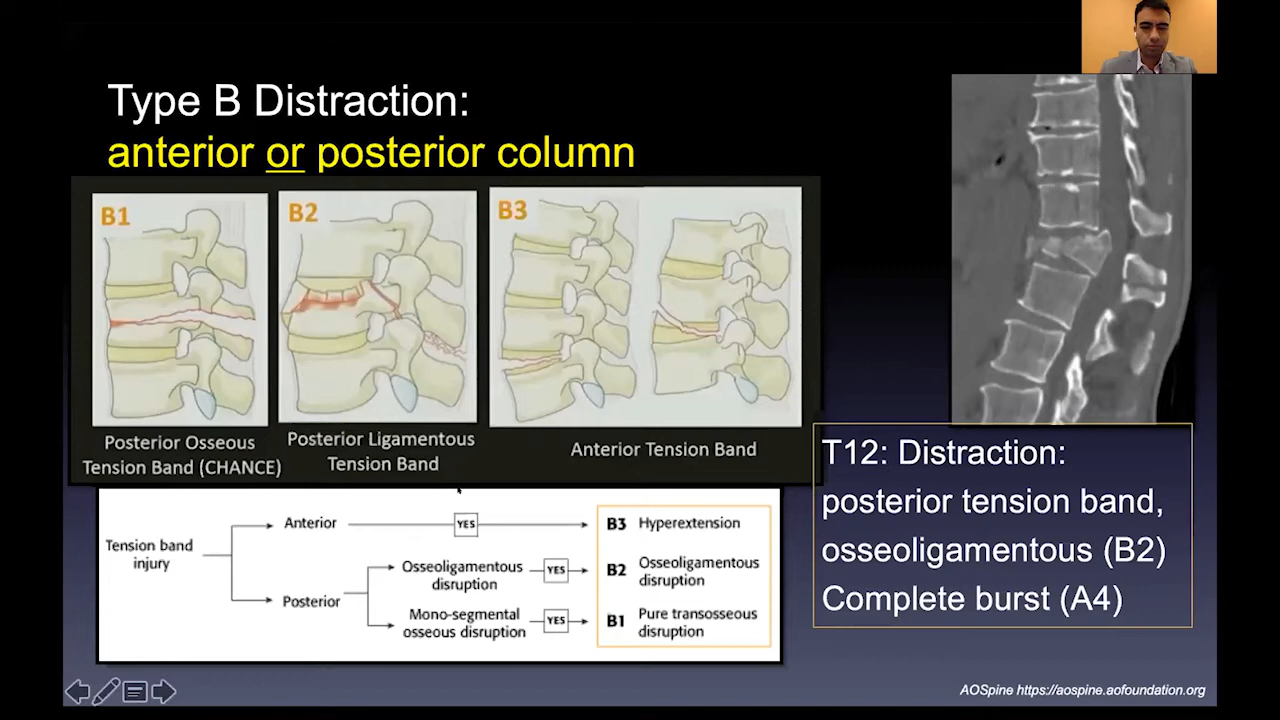 Type B Distraction:
anterior or posterior column
B1
B2
B3
Posterior Osseous
Tension Band (CHANCE)
Posterior Ligamentous
Tension Band
Anterior Tension Band
Tension band
injury
Anterior
YES
B3 Hyperextension
Posterior
Osseoligamentous
disruption
YES
B2 Osseoligamentous
disruption
Mono-segmental
osseous disruption
YES
B1 Pure transosseous
disruption
T12: Distraction:
posterior tension band,
osseoligamentous (B2)
Complete burst (A4)
AOSpine https://aospine.aofoundation.org